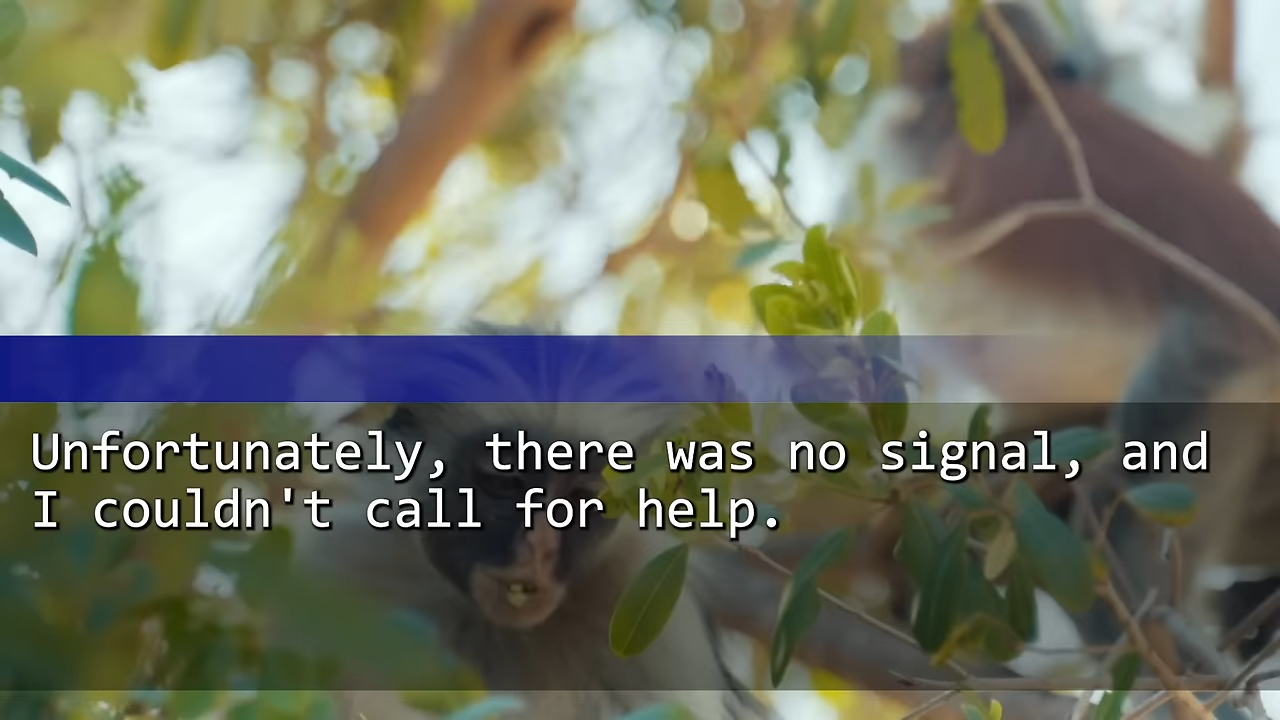 Unfortunately, there was no signal, and
I couldn't call for help.